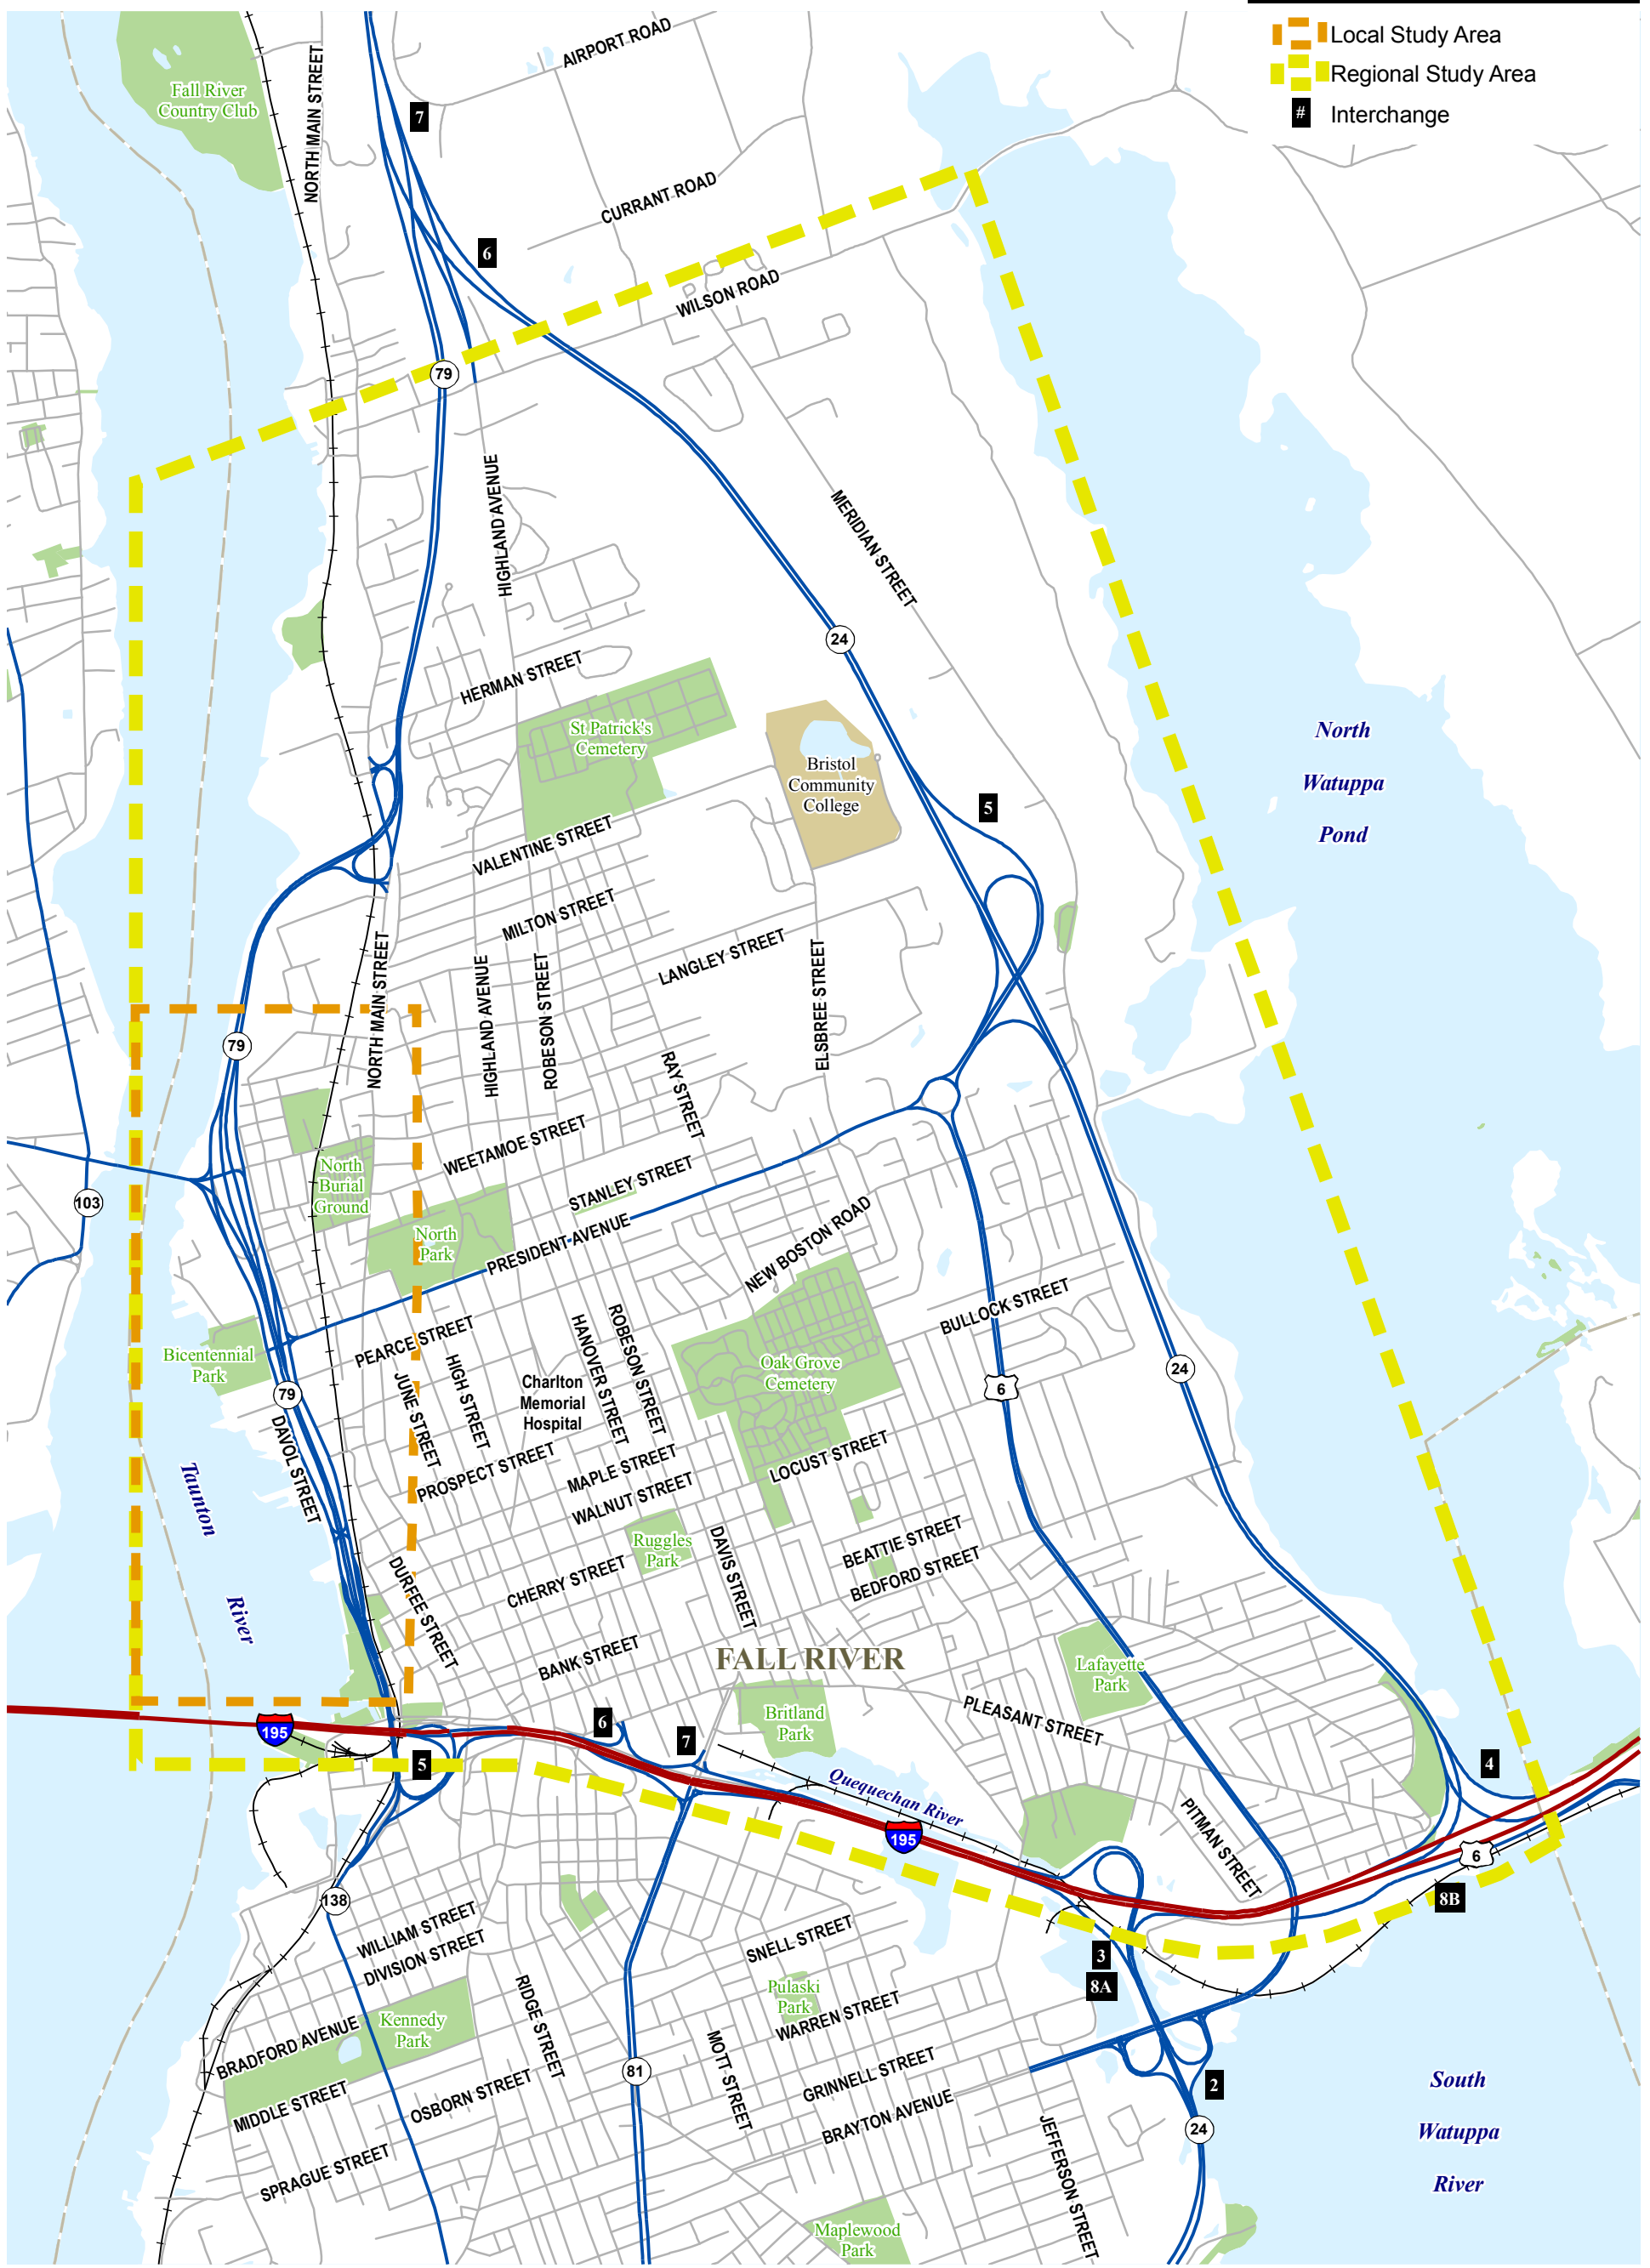 Local Study Area
Regional Study Area
# Interchange
AIRPORT ROAD
Fall River
Country Club
NORTH MAIN STREET
7
CURRANT ROAD
6
WILSON ROAD
79
HIGHLAND AVENUE
MERIDIAN STREET
24
HERMAN STREET
St Patrick's
Cemetery
North
Watuppa
Pond
Bristol
Community
College
5
VALENTINE STREET
MILTON STREET
LANGLEY STREET
NORTH MAIN STREET
HIGHLAND AVENUE
ROBESON STREET
ELSBREE STREET
79
RAY STREET
WEETAMOE STREET
North
Burial
Ground
STANLEY STREET
103
North
Park
PRESIDENT AVENUE
NEW BOSTON ROAD
BULLOCK STREET
PEARCE STREET
Bicentennial
Park
HANOVER STREET
ROBESON STREET
Oak Grove
Cemetery
24
6
79
JUNE STREET
HIGH STREET
Charlton
Memorial
Hospital
DAVOL STREET
PROSPECT STREET
MAPLE STREET
WALNUT STREET
LOCUST STREET
Taunton
River
Ruggles
Park
DAVIS STREET
BEATTIE STREET
BEDFORD STREET
CHERRY STREET
DURFEE STREET
BANK STREET
FALL RIVER
Lafayette
Park
Britland
Park
PLEASANT STREET
195
6
7
5
4
Quequechan River
195
PITMAN STREET
6
8B
138
WILLIAM STREET
DIVISION STREET
SNELL STREET
3
8A
Pulaski
Park
WARREN STREET
RIDGE STREET
Kennedy
Park
BRADFORD AVENUE
MIDDLE STREET
OSBORN STREET
81
MOTT STREET
GRINNELL STREET
BRAYTON AVENUE
2
24
South
Watuppa
River
SPRAGUE STREET
JEFFERSON STREET
Maplewood
Park